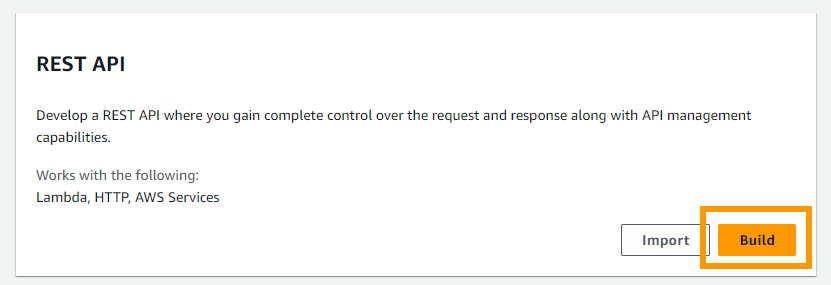 REST API
Develop a REST API where you gain complete control over the request and response along with API management
capabilities.
Works with the following:
Lambda, HTTP, AWS Services
Import
Build